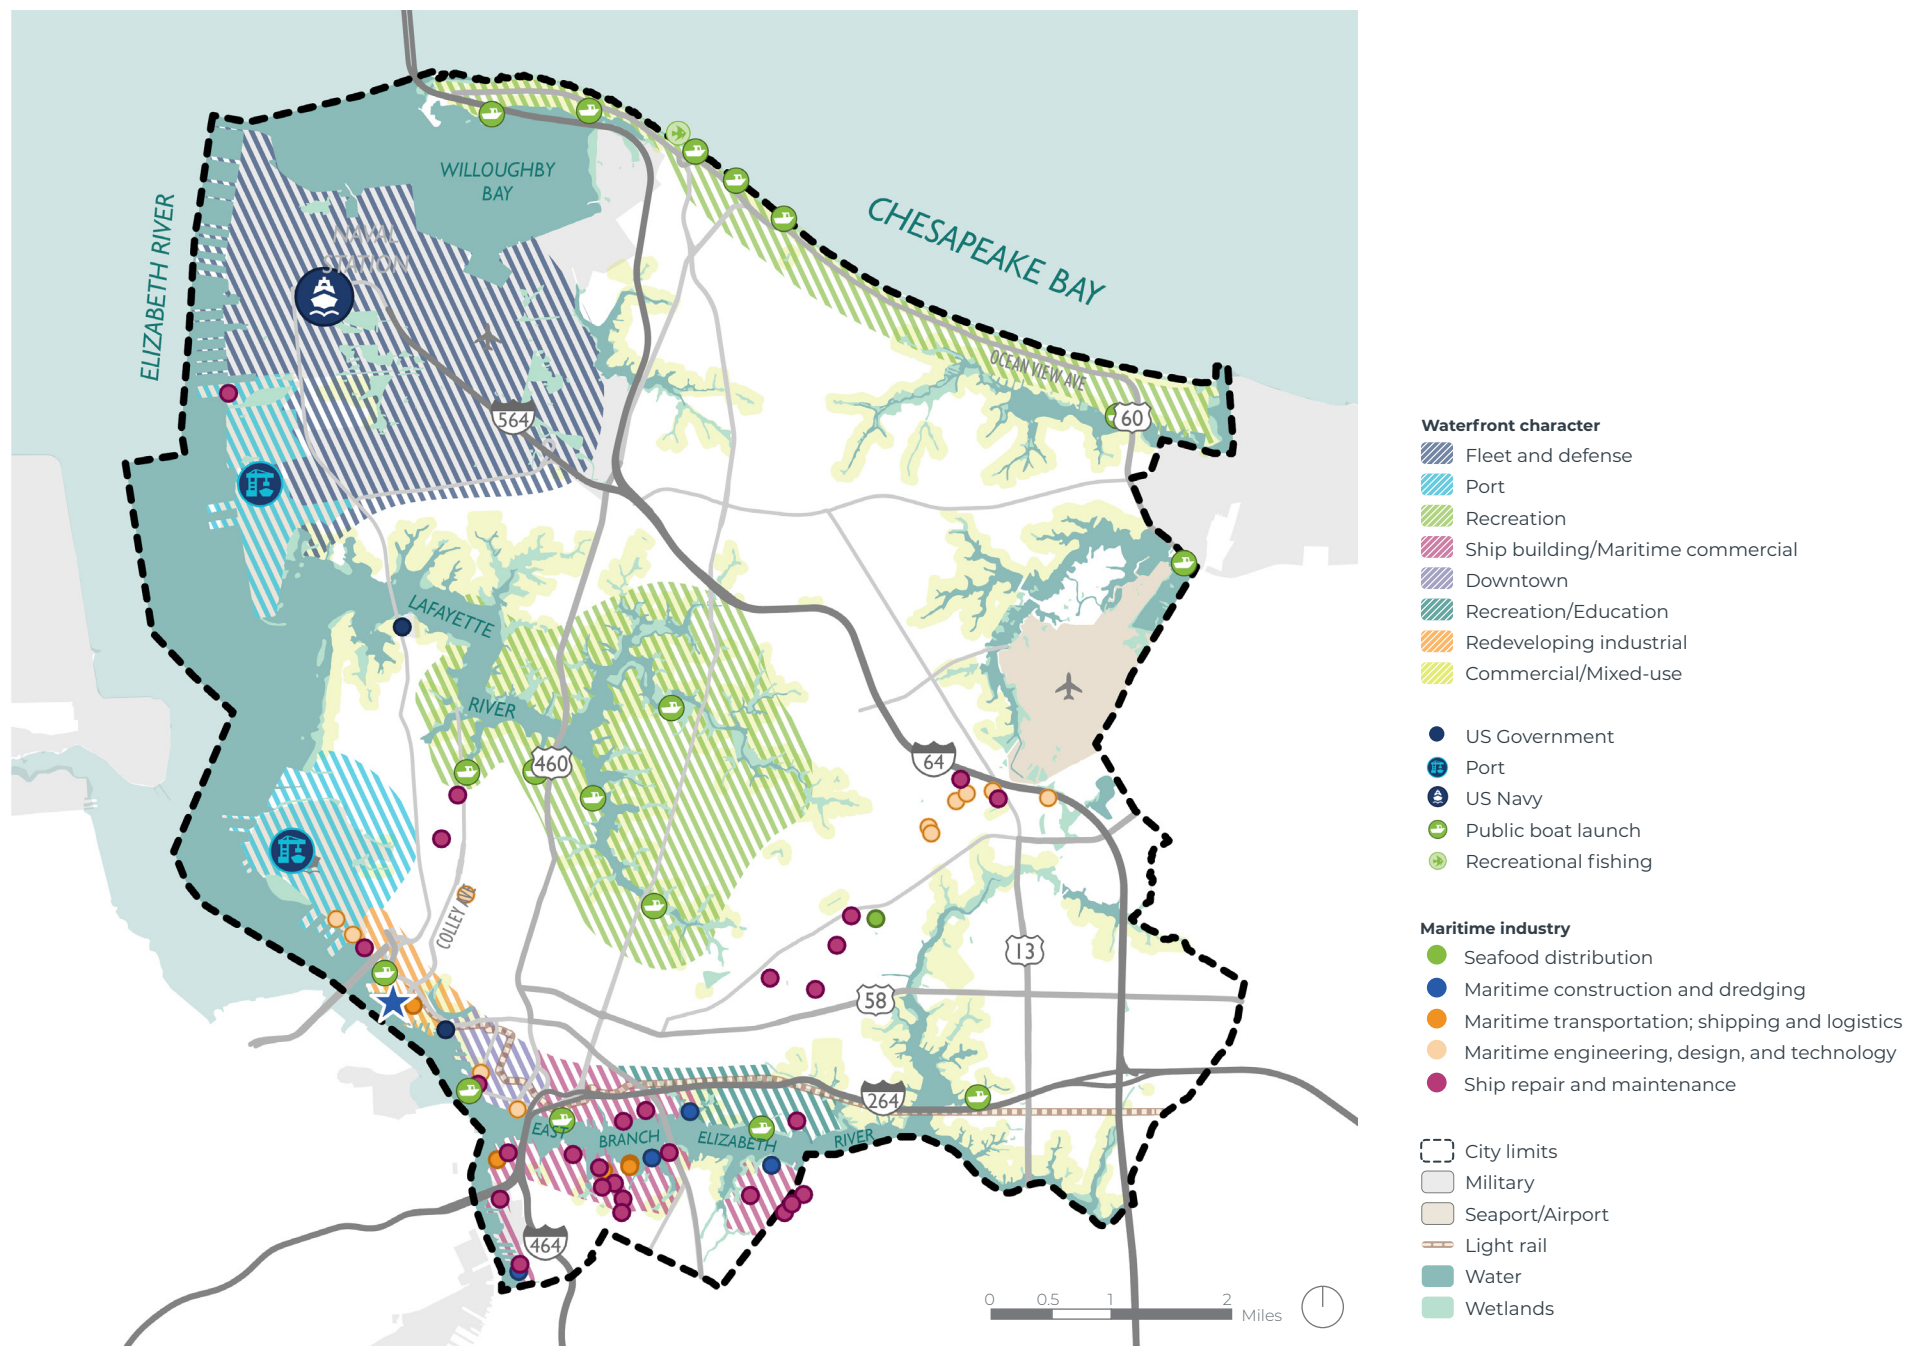 WILLOUGHBY
BAY
ELIZABETH RIVER
NAVAL
STATION
CHESAPEAKE BAY
OCEAN VIEW AVE
60
564
LAFAYETTE
RIVER
460
64
COLLEY AVE
13
58
264
EAST
BRANCH
ELIZABETH
RIVER
464
0 0.5 1 2
Miles
Waterfront character
Fleet and defense
Port
Recreation
Ship building/Maritime commercial
Downtown
Recreation/Education
Redeveloping industrial
Commercial/Mixed-use
US Government
Port
US Navy
Public boat launch
Recreational fishing
Maritime industry
Seafood distribution
Maritime construction and dredging
Maritime transportation; shipping and logistics
Maritime engineering, design, and technology
Ship repair and maintenance
City limits
Military
Seaport/Airport
Light rail
Water
Wetlands